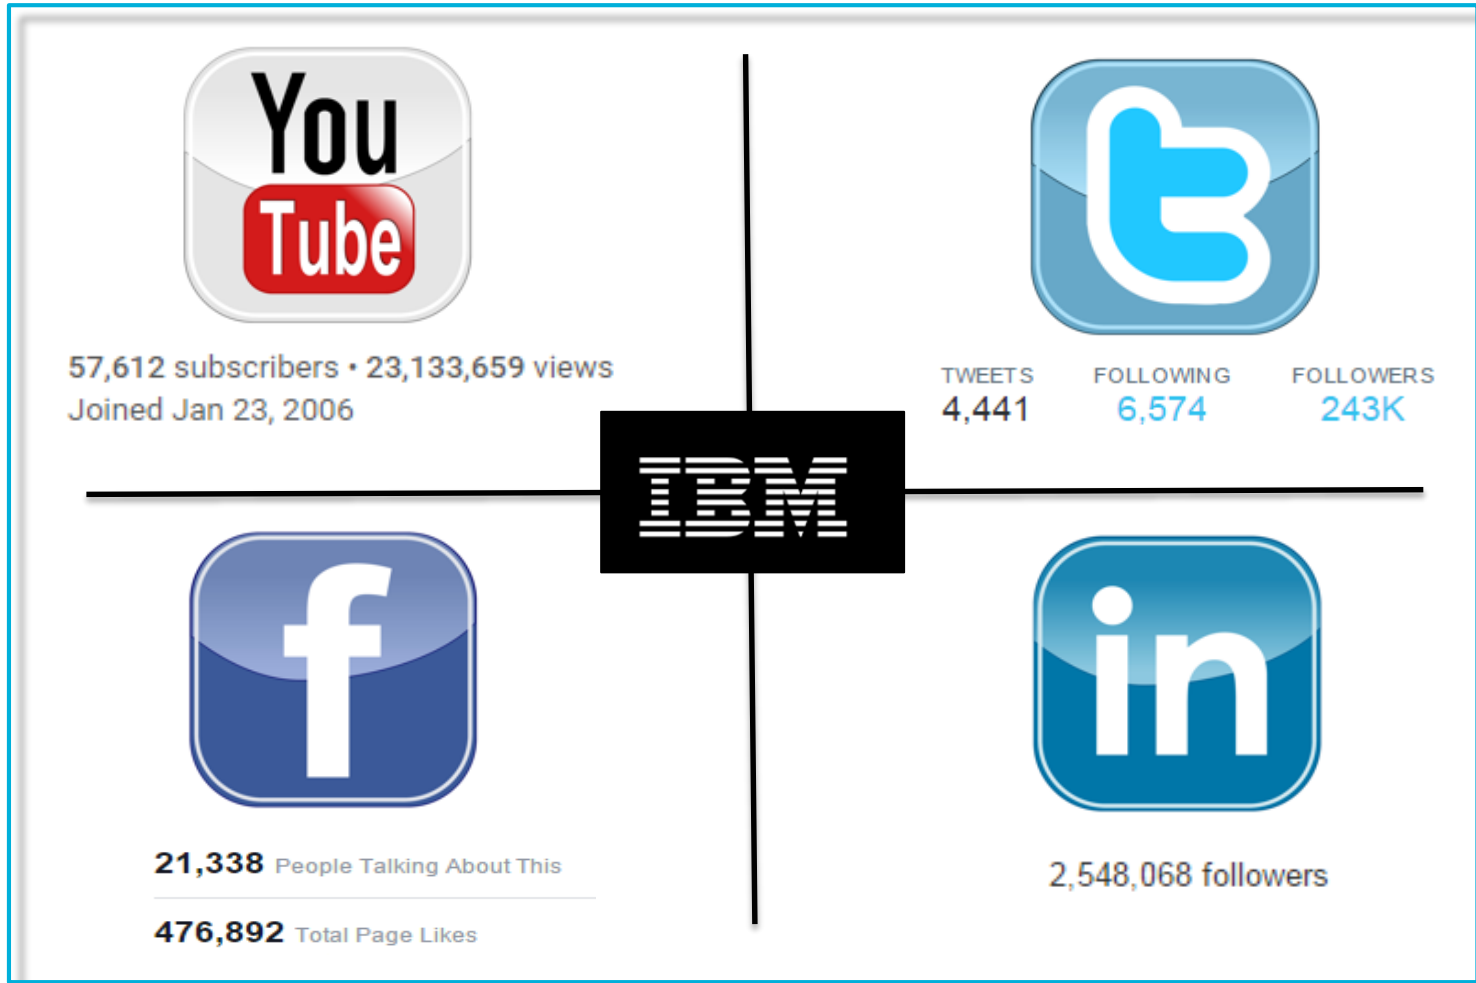 You
Tube
57,612 subscribers • 23,133,659 views
Joined Jan 23, 2006
t
TWEETS FOLLOWING FOLLOWERS
4,441 6,574 243K
IBM
f
21,338 People Talking About This
476,892 Total Page Likes
in
2,548,068 followers